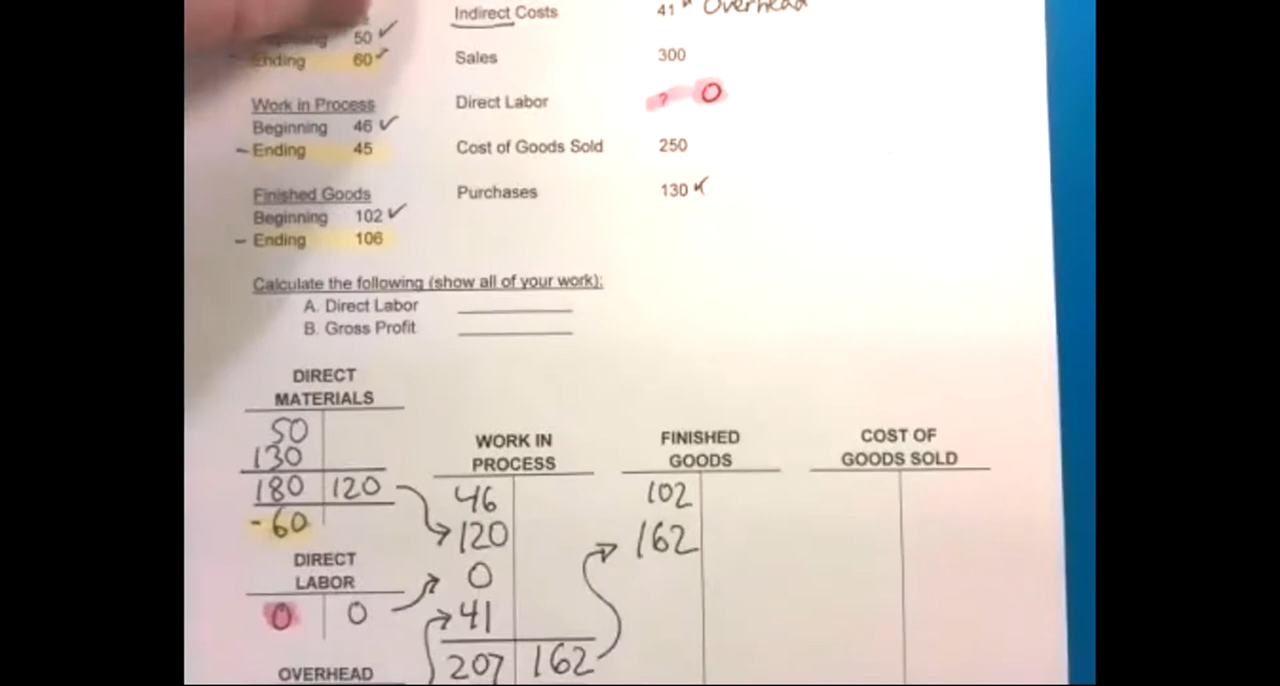 Indirect Costs 41 Overhead
50 ✓
Ending 60 ✓
Sales 300
Work in Process
Beginning 46 ✓
- Ending 45
Direct Labor ? 0
Cost of Goods Sold 250
Finished Goods
Beginning 102 ✓
- Ending 106
Purchases 130 ✓
Calculate the following (show all of your work):
A. Direct Labor
B. Gross Profit
DIRECT
MATERIALS
50
130
180 120
- 60
DIRECT
LABOR
0 0
OVERHEAD
WORK IN
PROCESS
46
120
0
41
207 162
FINISHED
GOODS
102
162
COST OF
GOODS SOLD